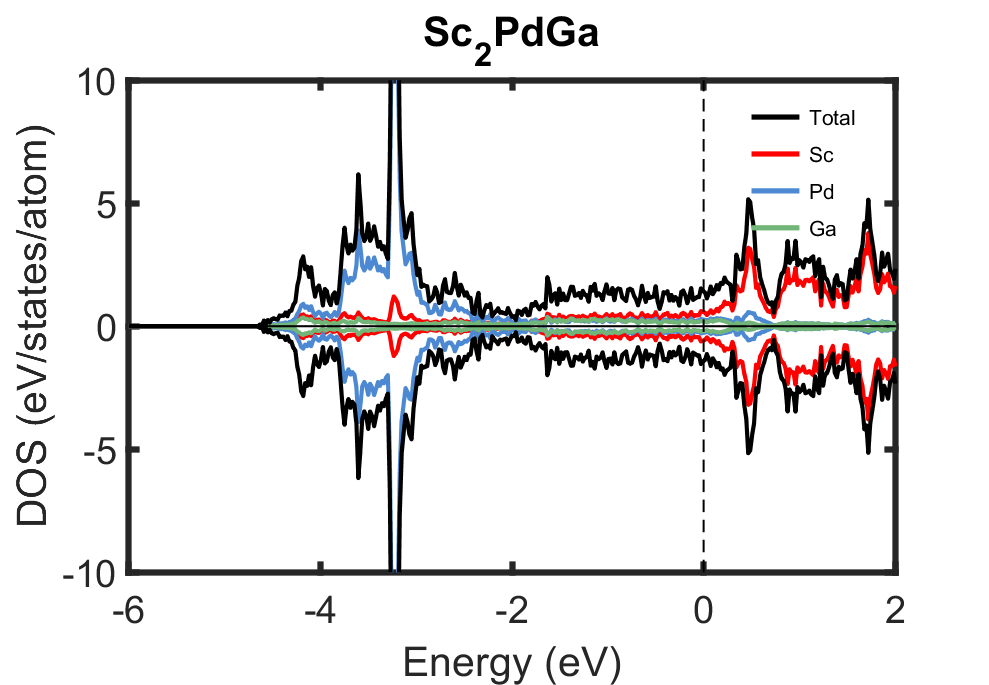 Sc₂PdGa
10
5
0
-5
-10
DOS (eV/states/atom)
Total
Sc
Pd
Ga
-6
-4
-2
0
2
Energy (eV)